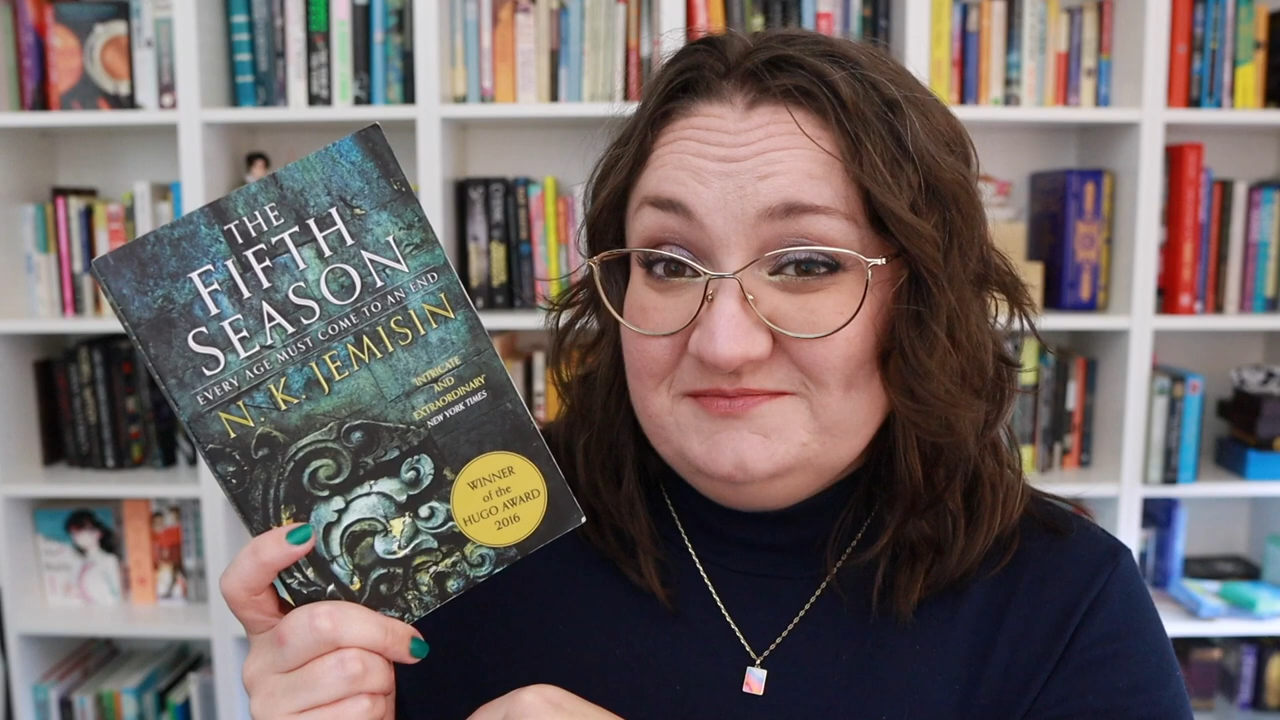 THE
FIFTH
SEASON
EVERY AGE MUST COME TO AN END
N. K. JEMISIN
'INTRICATE
AND
EXTRAORDINARY'
NEW YORK TIMES
WINNER
of the
HUGO AWARD
2016